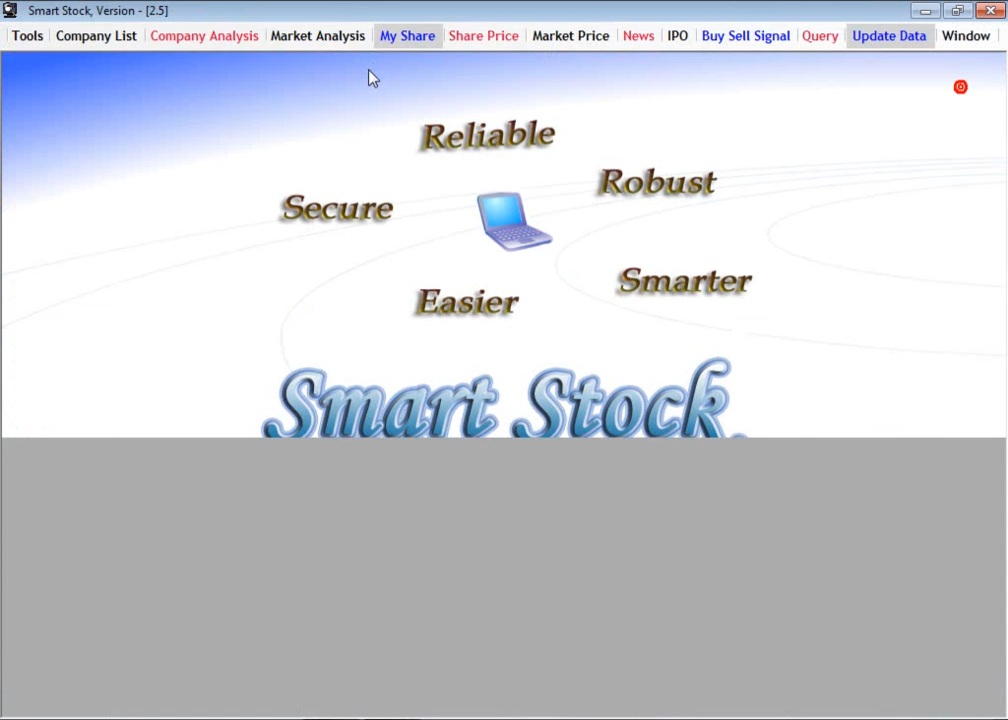 Smart Stock, Version - [2.5]
Tools Company List Company Analysis Market Analysis My Share Share Price Market Price News IPO Buy Sell Signal Query Update Data Window
Reliable
Robust
Secure
Smarter
Easier
Smart Stock